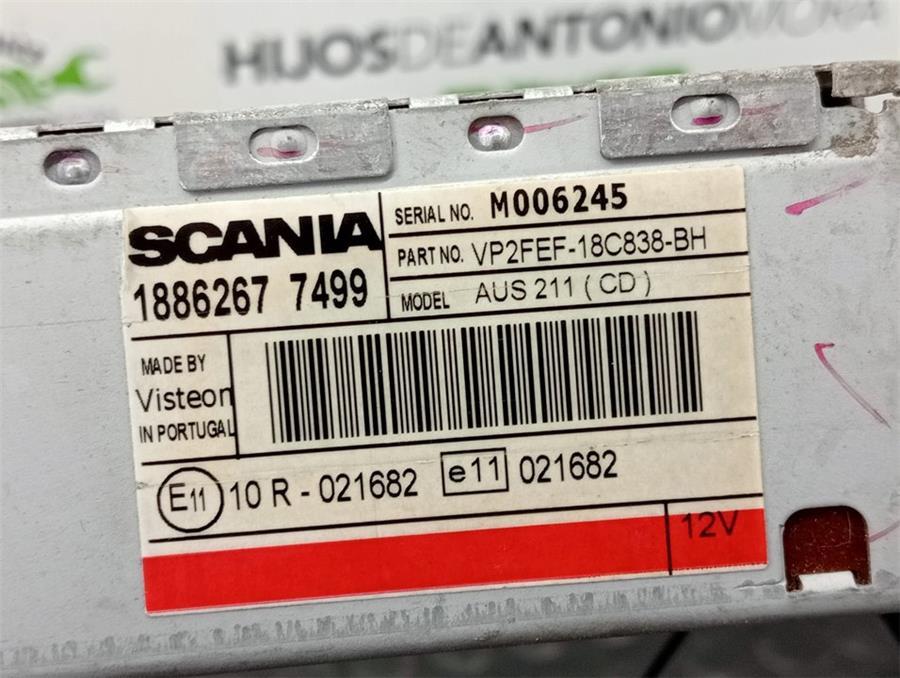 HIJOSDEANTONIOMORA
SCANIA
1886267 7499
SERIAL NO. M006245
PART NO. VP2FEF-18C838-BH
MODEL AUS 211 ( CD )
MADE BY
Visteon
IN PORTUGAL
E11 10 R - 021682 e11 021682
12V